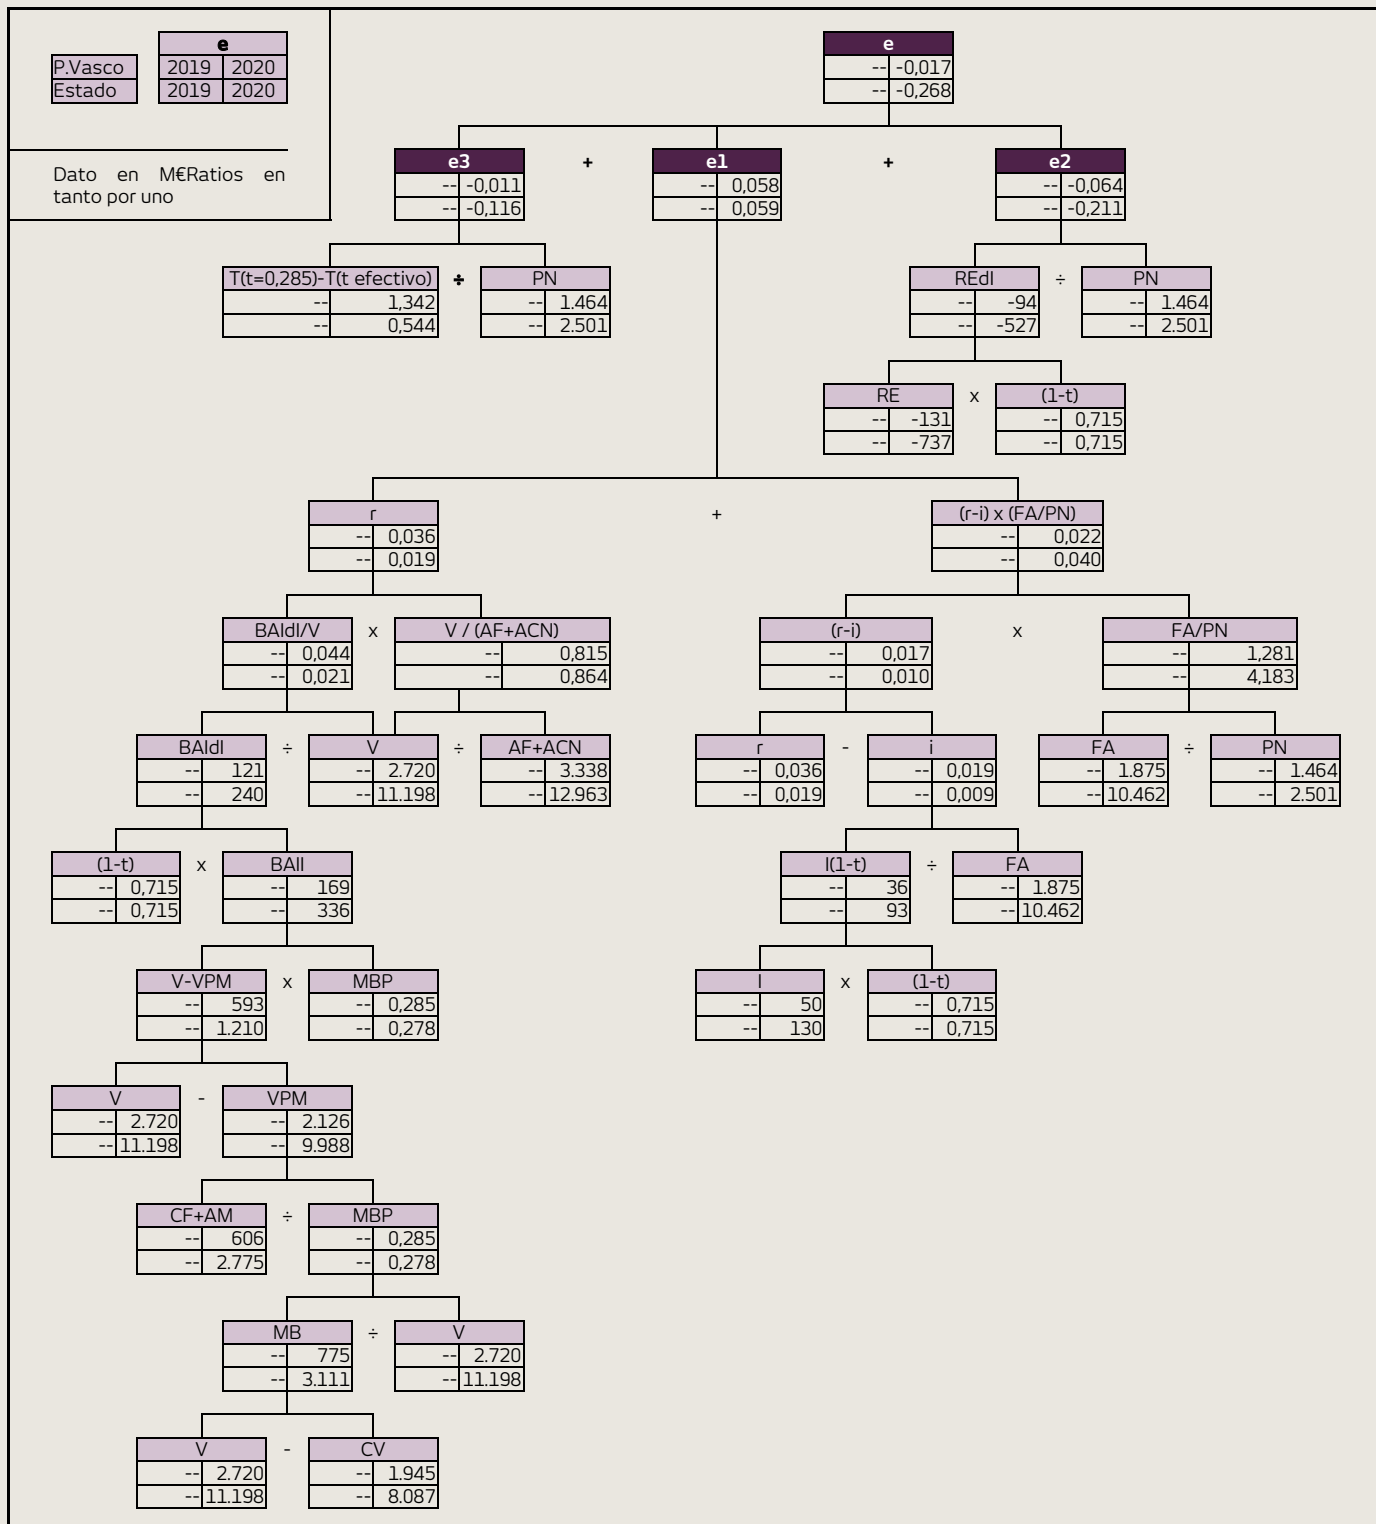 e
P.Vasco 2019 2020
Estado 2019 2020
Dato en M€Ratios en
tanto por uno
e
-- -0,017
-- -0,268
e3 + e1 + e2
-- -0,011 -- 0,058 -- -0,064
-- -0,116 -- 0,059 -- -0,211
T(t=0,285)-T(t efectivo) ÷ PN REdI ÷ PN
-- 1,342 -- 1.464 -- -94 -- 1.464
-- 0,544 -- 2.501 -- -527 -- 2.501
RE x (1-t)
-- -131 -- 0,715
-- -737 -- 0,715
r + (r-i) x (FA/PN)
-- 0,036 -- 0,022
-- 0,019 -- 0,040
BAIdI/V x V / (AF+ACN) (r-i) x FA/PN
-- 0,044 -- 0,815 -- 0,017 -- 1,281
-- 0,021 -- 0,864 -- 0,010 -- 4,183
BAIdI ÷ V ÷ AF+ACN r - i FA ÷ PN
-- 121 -- 2.720 -- 3.338 -- 0,036 -- 0,019 -- 1.875 -- 1.464
-- 240 -- 11.198 -- 12.963 -- 0,019 -- 0,009 -- 10.462 -- 2.501
(1-t) x BAII I(1-t) ÷ FA
-- 0,715 -- 169 -- 36 -- 1.875
-- 0,715 -- 336 -- 93 -- 10.462
V-VPM x MBP I x (1-t)
-- 593 -- 0,285 -- 50 -- 0,715
-- 1.210 -- 0,278 -- 130 -- 0,715
V - VPM
-- 2.720 -- 2.126
-- 11.198 -- 9.988
CF+AM ÷ MBP
-- 606 -- 0,285
-- 2.775 -- 0,278
MB ÷ V
-- 775 -- 2.720
-- 3.111 -- 11.198
V - CV
-- 2.720 -- 1.945
-- 11.198 -- 8.087